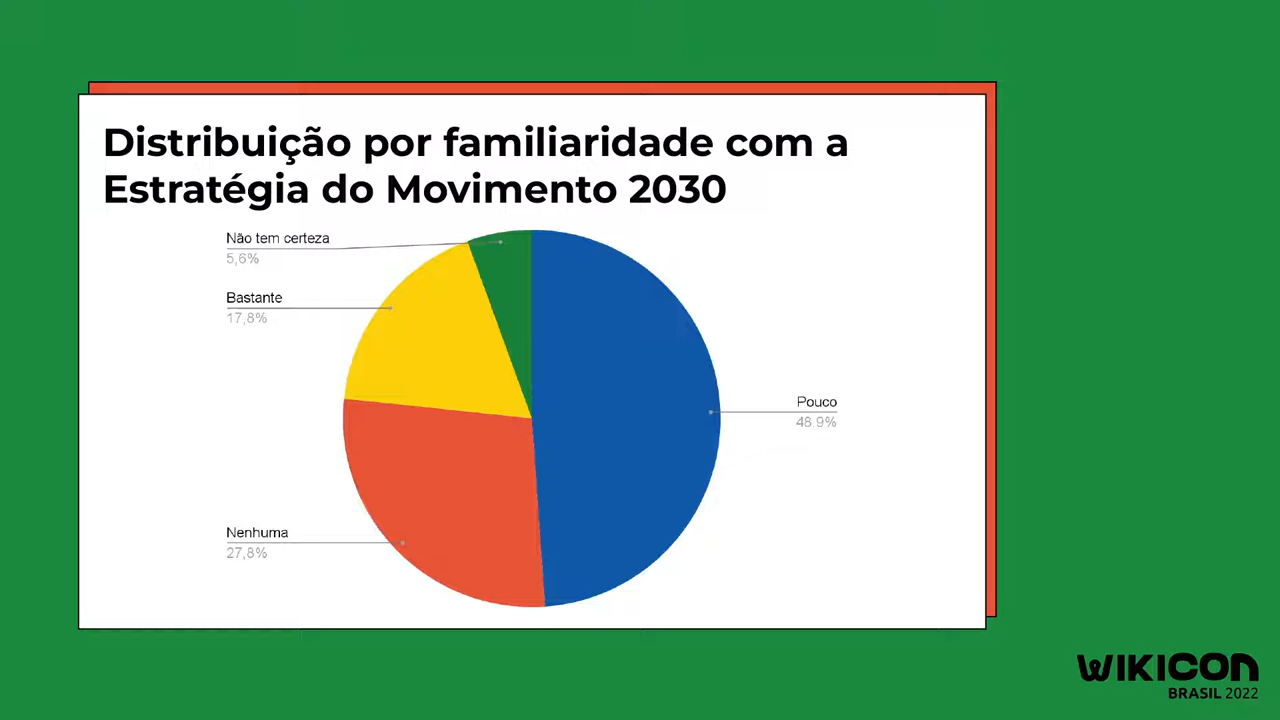 Distribuição por familiaridade com a
Estratégia do Movimento 2030
Não tem certeza
5,6%
Bastante
17,8%
Pouco
48.9%
Nenhuma
27,8%
WIKICON
BRASIL 2022